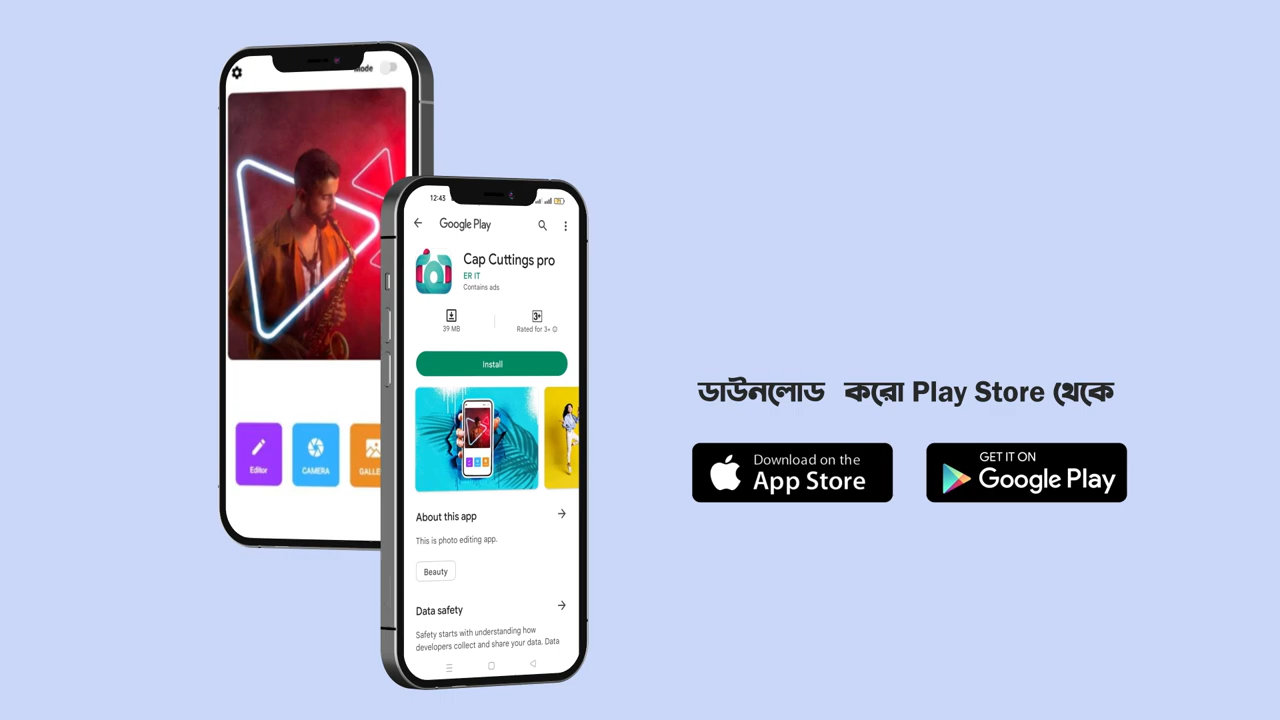 Mode
Editor
CAMERA
GALLE
12:43
Google Play
Cap Cuttings pro
ER IT
Contains ads
39 MB
3+
Rated for 3+
Install
About this app
This is photo editing app.
Beauty
Data safety
Safety starts with understanding how
developers collect and share your data. Data
ডাউনলোড করো Play Store থেকে
Download on the
App Store
GET IT ON
Google Play